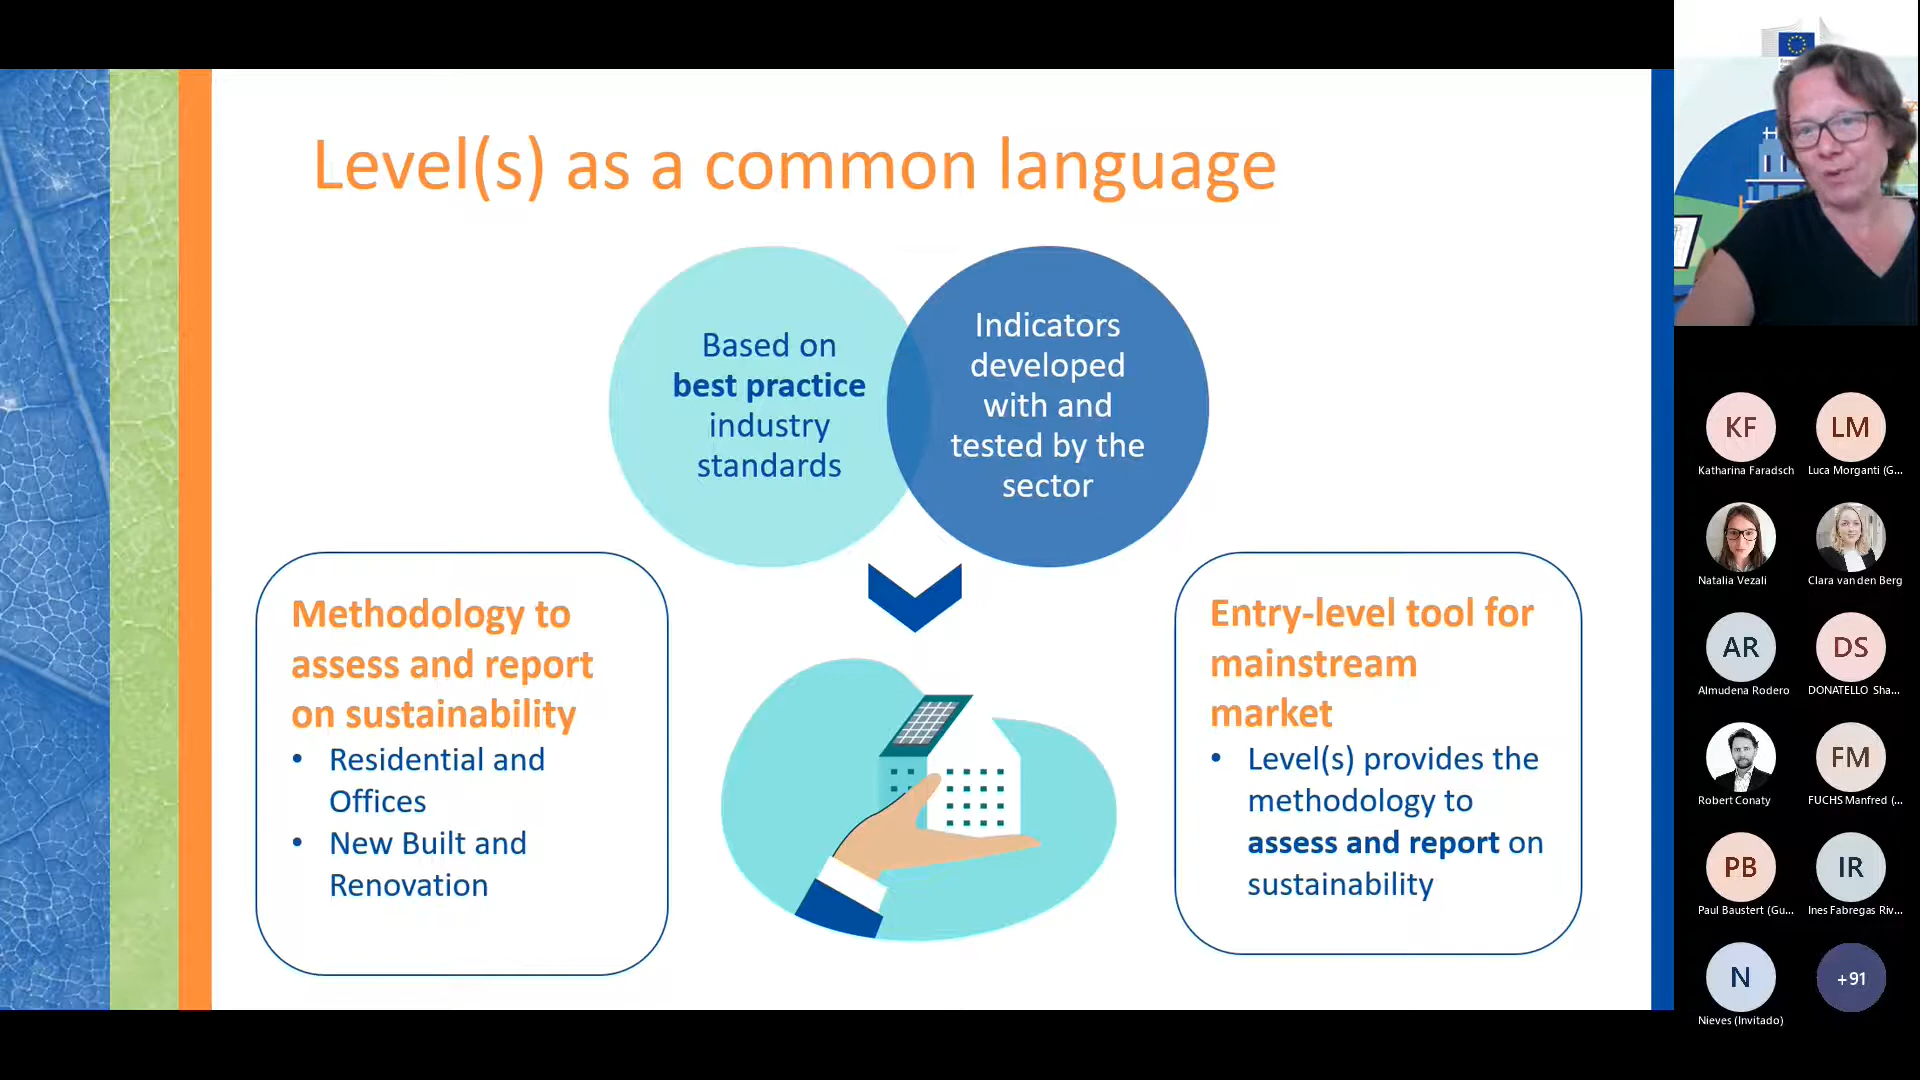 Level(s) as a common language
Based on
best practice
industry
standards
Indicators
developed
with and
tested by the
sector
Methodology to
assess and report
on sustainability
• Residential and
Offices
• New Built and
Renovation
Entry-level tool for
mainstream
market
• Level(s) provides the
methodology to
assess and report on
sustainability
KF
Katharina Faradsch
LM
Luca Morganti (G...
Natalia Vezali
Clara van den Berg
AR
Almudena Rodero
DS
DONATELLO Sha...
Robert Conaty
FM
FUCHS Manfred (...
PB
Paul Baustert (Gu...
IR
Ines Fabregas Riv...
N
Nieves (Invitado)
+91